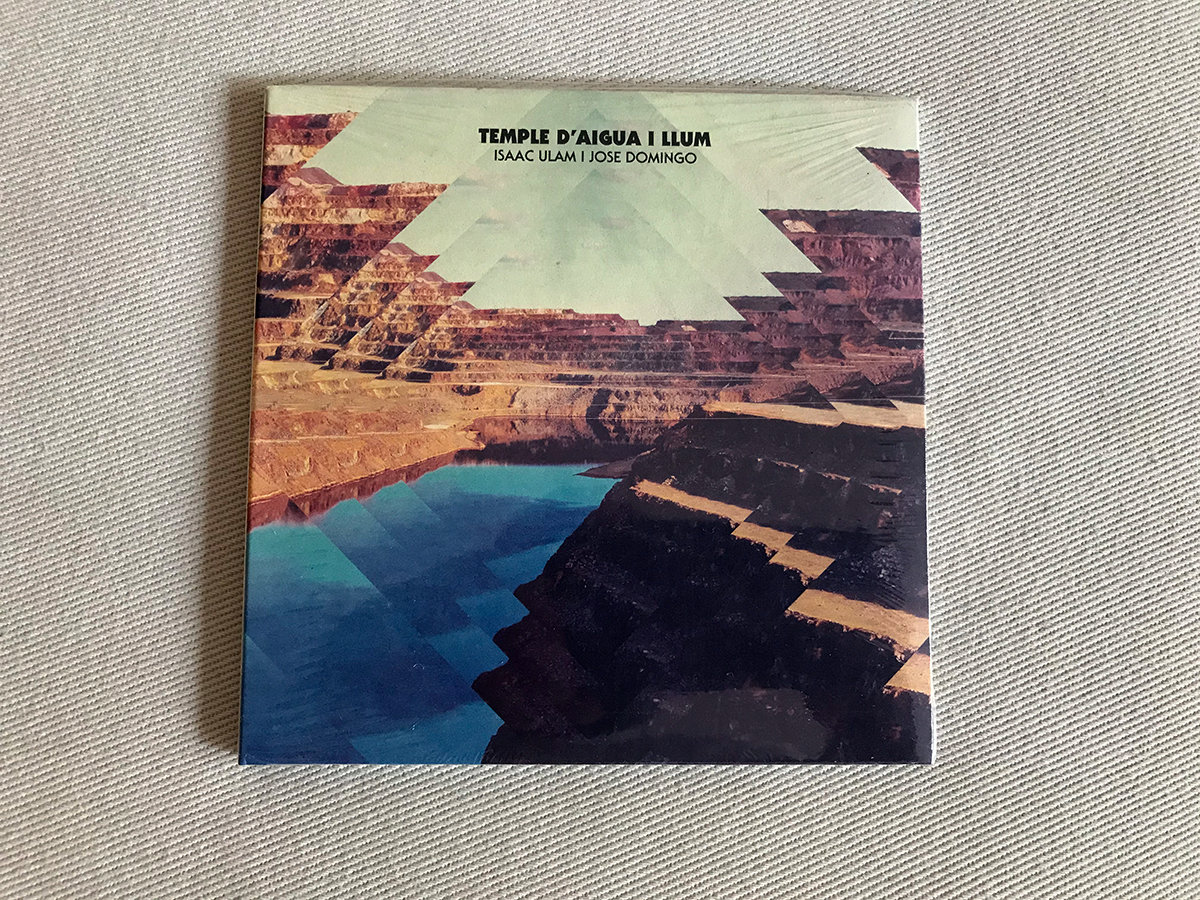 TEMPLE D'AIGUA I LLUM
ISAAC ULAM I JOSE DOMINGO